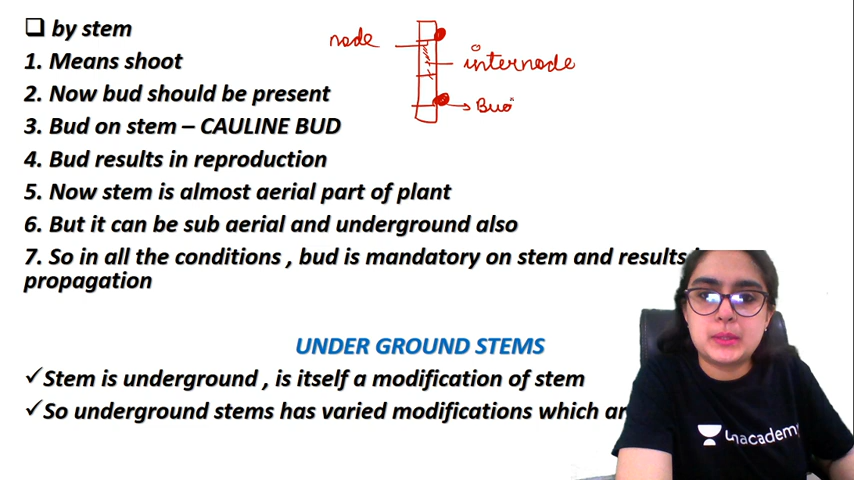 ❑ by stem
node
1. Means shoot
internode
2. Now bud should be present
Bud
3. Bud on stem – CAULINE BUD
4. Bud results in reproduction
5. Now stem is almost aerial part of plant
6. But it can be sub aerial and underground also
7. So in all the conditions , bud is mandatory on stem and results
propagation
UNDER GROUND STEMS
✓Stem is underground , is itself a modification of stem
✓So underground stems has varied modifications which
unacademy